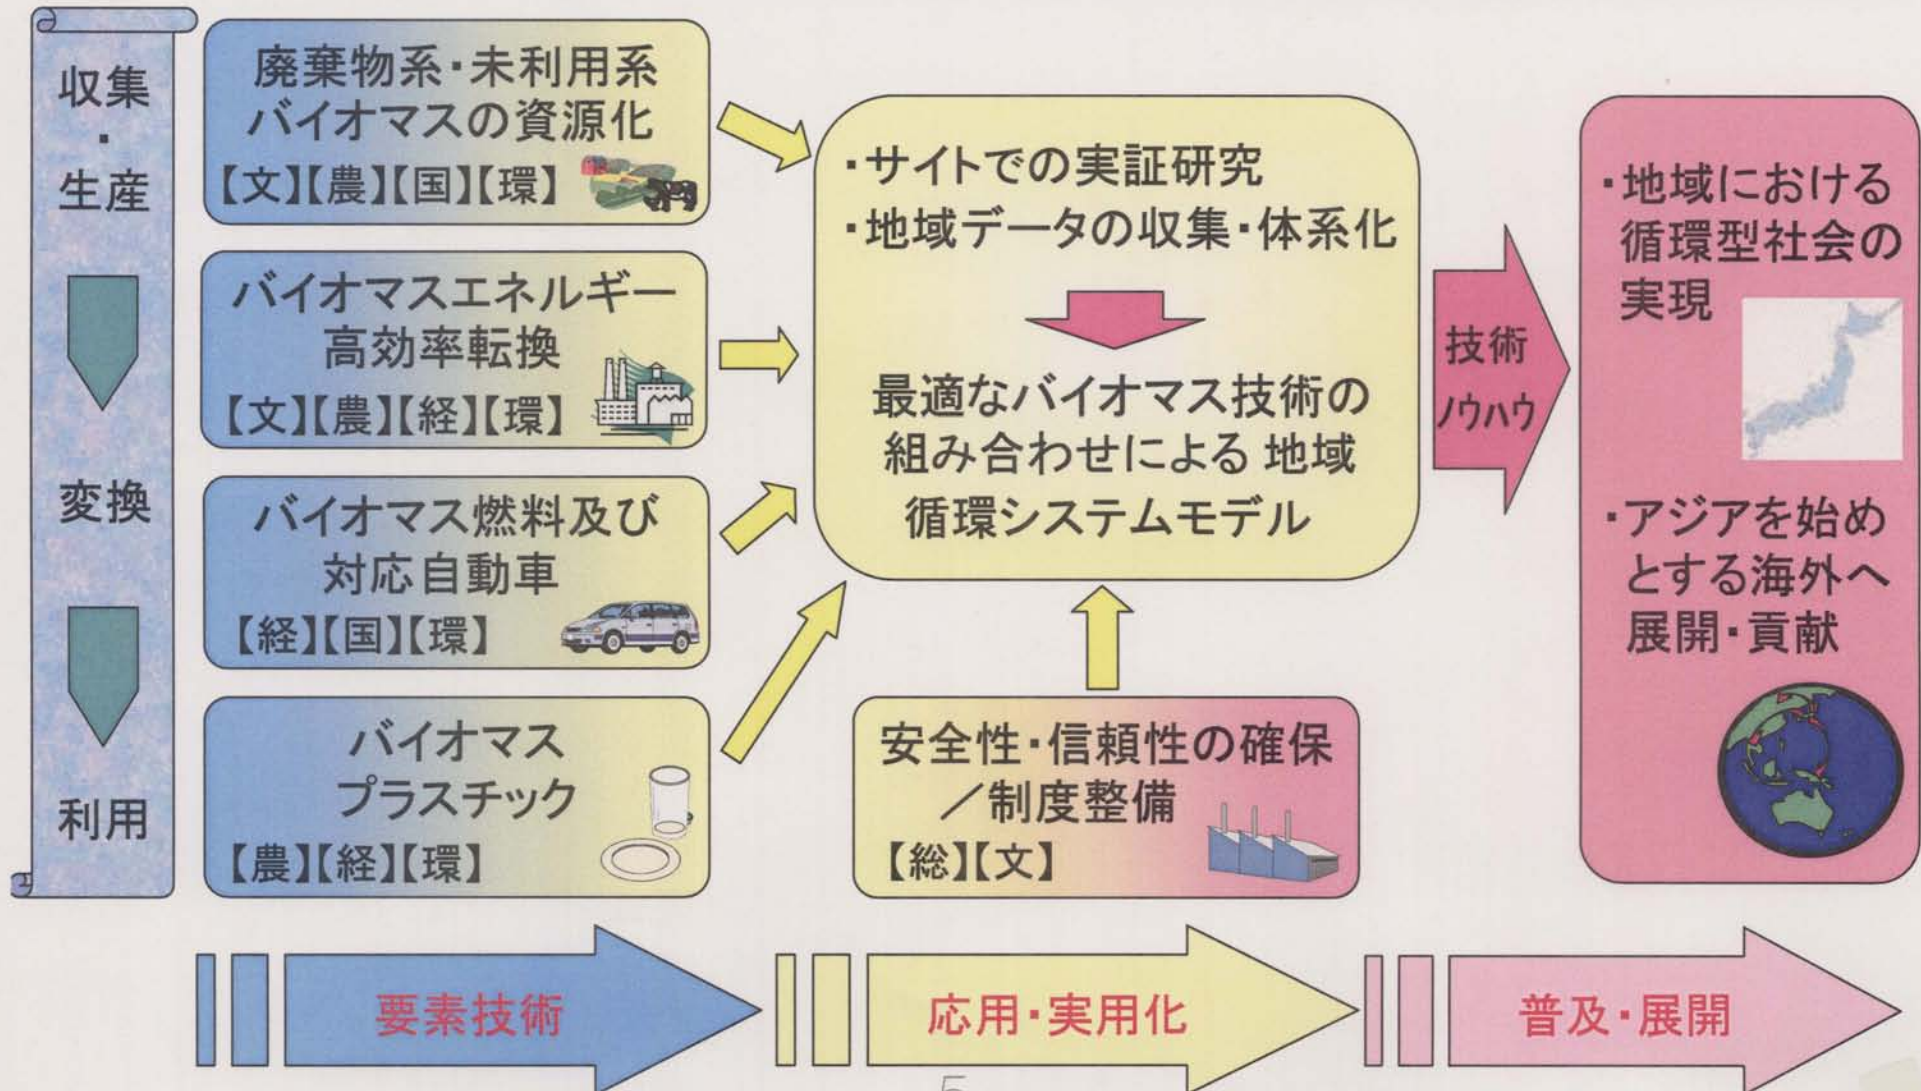 収集
・
生産
変換
利用
廃棄物系・未利用系
バイオマスの資源化
【文】【農】【国】【環】
バイオマスエネルギー
高効率転換
【文】【農】【経】【環】
バイオマス燃料及び
対応自動車
【経】【国】【環】
バイオマス
プラスチック
【農】【経】【環】
・サイトでの実証研究
・地域データの収集・体系化
最適なバイオマス技術の
組み合わせによる 地域
循環システムモデル
安全性・信頼性の確保
／制度整備
【総】【文】
技術
ノウハウ
・地域における
循環型社会の
実現
・アジアを始め
とする海外へ
展開・貢献
要素技術
応用・実用化
普及・展開
5